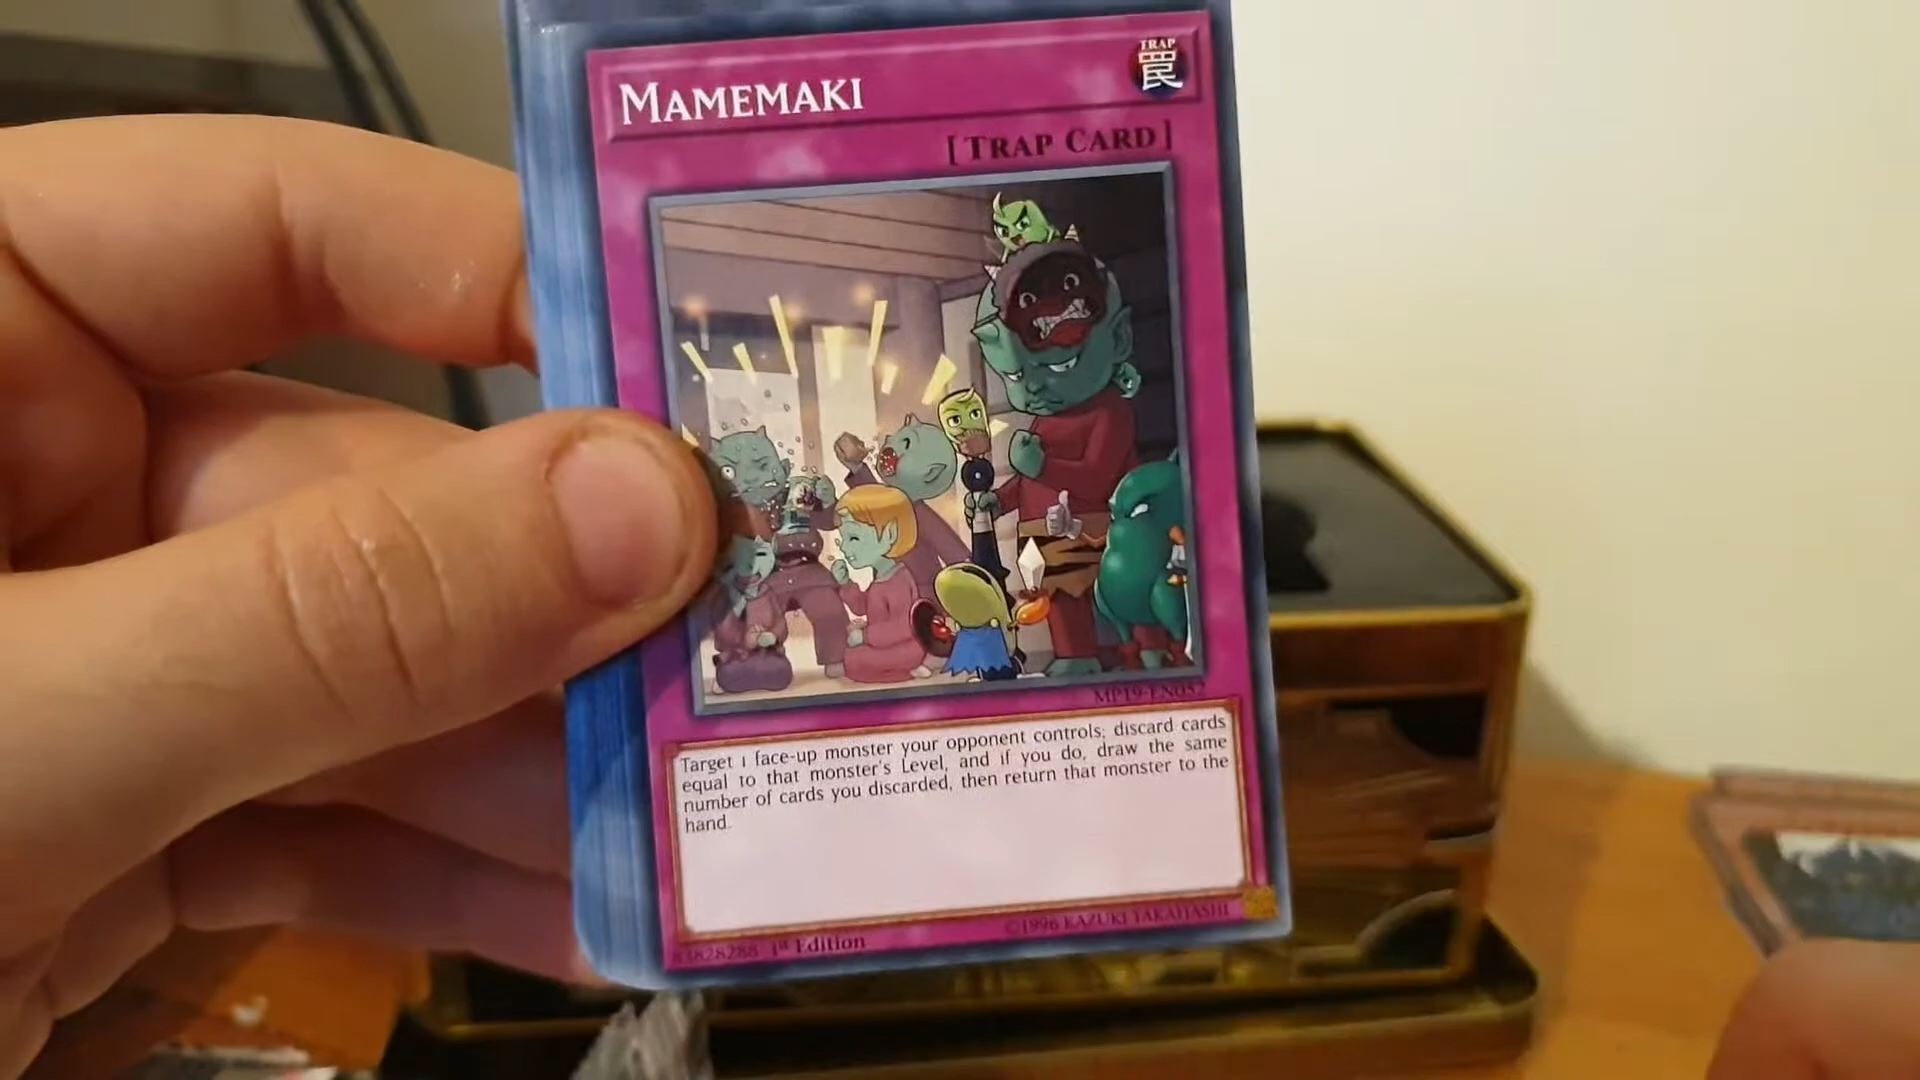 MAMEMAKI
TRAP
罠
[TRAP CARD]
MP19-EN052
Target 1 face-up monster your opponent controls; discard cards
equal to that monster's Level, and if you do, draw the same
number of cards you discarded, then return that monster to the
hand.
83828288 1st Edition
©1996 KAZUKI TAKAHASHI